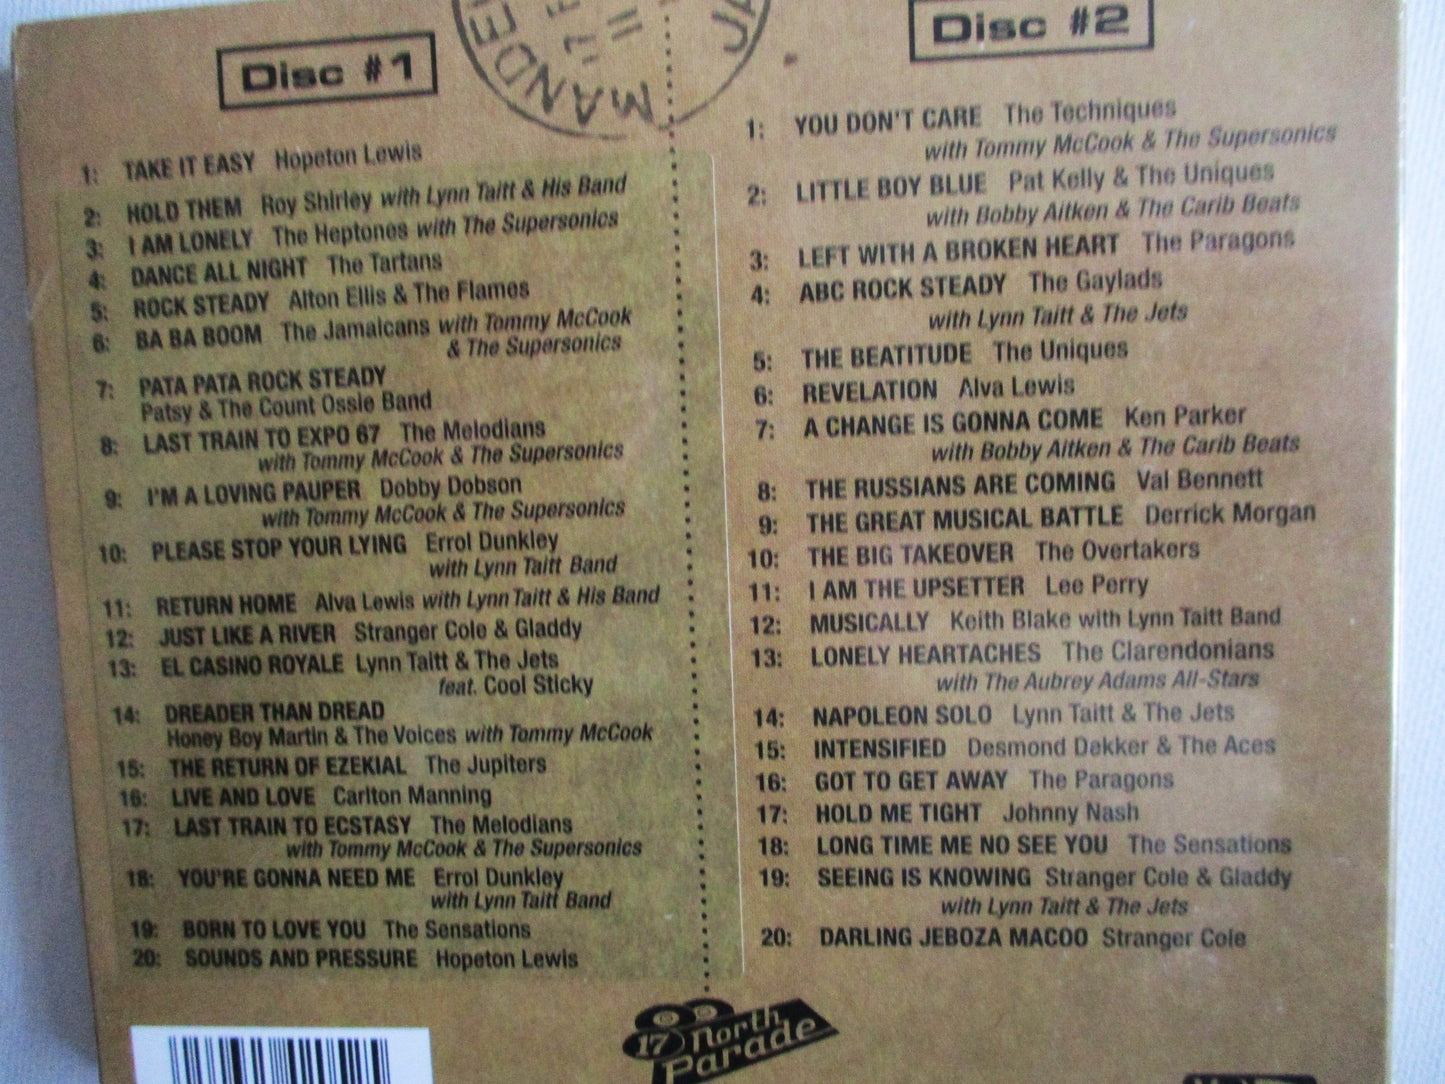 Disc #1
1: TAKE IT EASY Hopeton Lewis
2: HOLD THEM Roy Shirley with Lynn Taitt & His Band
3: I AM LONELY The Heptones with The Supersonics
4: DANCE ALL NIGHT The Tartans
5: ROCK STEADY Alton Ellis & The Flames
6: BA BA BOOM The Jamaicans with Tommy McCook
& The Supersonics
7: PATA PATA ROCK STEADY
Patsy & The Count Ossie Band
8: LAST TRAIN TO EXPO 67 The Melodians
with Tommy McCook & The Supersonics
9: I'M A LOVING PAUPER Dobby Dobson
with Tommy McCook & The Supersonics
10: PLEASE STOP YOUR LYING Errol Dunkley
with Lynn Taitt Band
11: RETURN HOME Alva Lewis with Lynn Taitt & His Band
12: JUST LIKE A RIVER Stranger Cole & Gladdy
13: EL CASINO ROYALE Lynn Taitt & The Jets
feat. Cool Sticky
14: DREADER THAN DREAD
Honey Boy Martin & The Voices with Tommy McCook
15: THE RETURN OF EZEKIAL The Jupiters
16: LIVE AND LOVE Carlton Manning
17: LAST TRAIN TO ECSTASY The Melodians
with Tommy McCook & The Supersonics
18: YOU'RE GONNA NEED ME Errol Dunkley
with Lynn Taitt Band
19: BORN TO LOVE YOU The Sensations
20: SOUNDS AND PRESSURE Hopeton Lewis
Disc #2
1: YOU DON'T CARE The Techniques
with Tommy McCook & The Supersonics
2: LITTLE BOY BLUE Pat Kelly & The Uniques
with Bobby Aitken & The Carib Beats
3: LEFT WITH A BROKEN HEART The Paragons
4: ABC ROCK STEADY The Gaylads
with Lynn Taitt & The Jets
5: THE BEATITUDE The Uniques
6: REVELATION Alva Lewis
7: A CHANGE IS GONNA COME Ken Parker
with Bobby Aitken & The Carib Beats
8: THE RUSSIANS ARE COMING Val Bennett
9: THE GREAT MUSICAL BATTLE Derrick Morgan
10: THE BIG TAKEOVER The Overtakers
11: I AM THE UPSETTER Lee Perry
12: MUSICALLY Keith Blake with Lynn Taitt Band
13: LONELY HEARTACHES The Clarendonians
with The Aubrey Adams All-Stars
14: NAPOLEON SOLO Lynn Taitt & The Jets
15: INTENSIFIED Desmond Dekker & The Aces
16: GOT TO GET AWAY The Paragons
17: HOLD ME TIGHT Johnny Nash
18: LONG TIME ME NO SEE YOU The Sensations
19: SEEING IS KNOWING Stranger Cole & Gladdy
with Lynn Taitt & The Jets
20: DARLING JEBOZA MACOO Stranger Cole
17 North
Parade